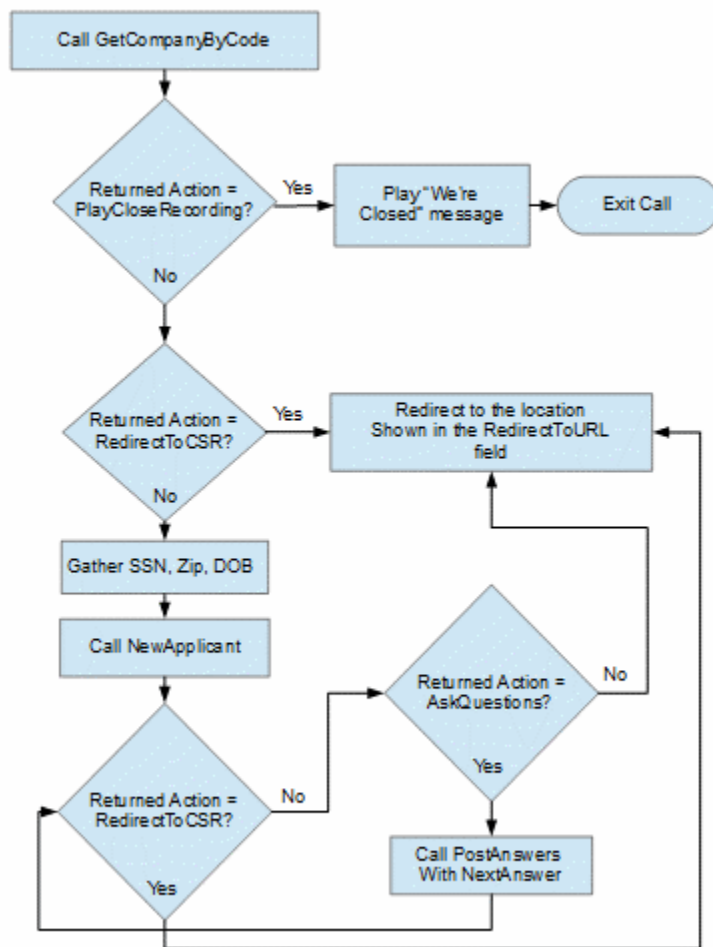 Call GetCompanyByCode
Returned Action =
PlayCloseRecording?
Yes
Play "We're
Closed" message
Exit Call
No
Returned Action =
RedirectToCSR?
Yes
Redirect to the location
Shown in the RedirectToURL
field
No
Gather SSN, Zip, DOB
Call NewApplicant
Returned Action =
AskQuestions?
No
Yes
Returned Action =
RedirectToCSR?
No
Yes
Call PostAnswers
With NextAnswer